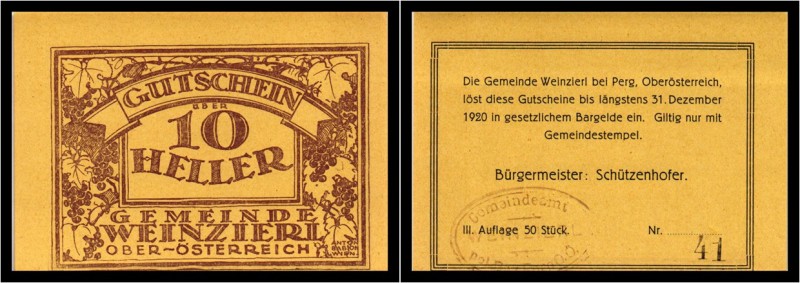 GUTSCHEIN
ÜBER
10
HELLER
GEMEINDE
WEINZIERL
OBER-ÖSTERREICH
WIEN.
Die Gemeinde Weinzierl bei Perg, Oberösterreich,
löst diese Gutscheine bis längstens 31. Dezember
1920 in gesetzlichem Bargelde ein. Giltig nur mit
Gemeindestempel.
Bürgermeister: Schützenhofer.
Gemeindeamt
III. Auflage 50 Stück.
Nr.
41